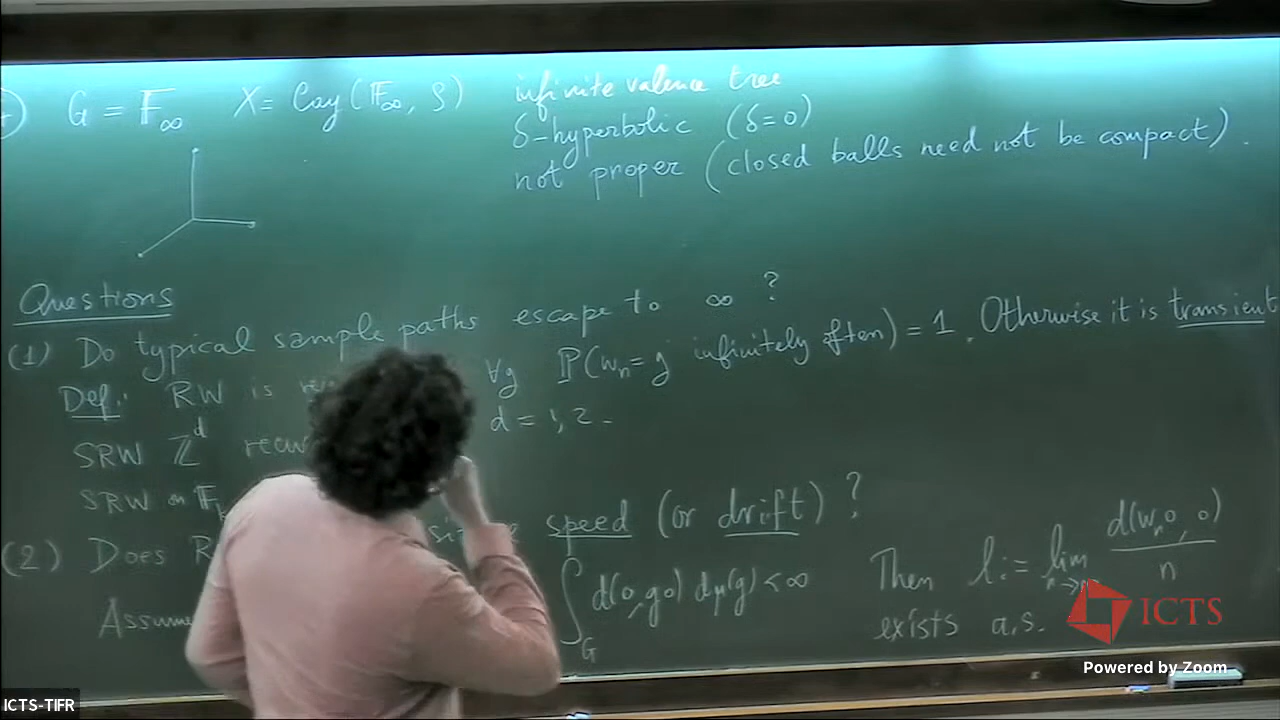 G = 𝔽∞ X = Cay(𝔽∞, S) infinite valence tree
δ-hyperbolic (δ=0)
not proper (closed balls need not be compact).
Questions
(1) Do typical sample paths escape to ∞ ?
Def: RW is ∀g ℙ(wₙ=g infinitely often) = 1. Otherwise it is transient
SRW ℤᵈ d = 1, 2.
SRW on 𝔽
(2) Does speed (or drift) ?
Assume ∫_G d(o, go) dμ(g) < ∞ Then l := lim_{n→∞} d(wₙo, o)/n
exists a.s.
ICTS
Powered by Zoom
ICTS-TIFR